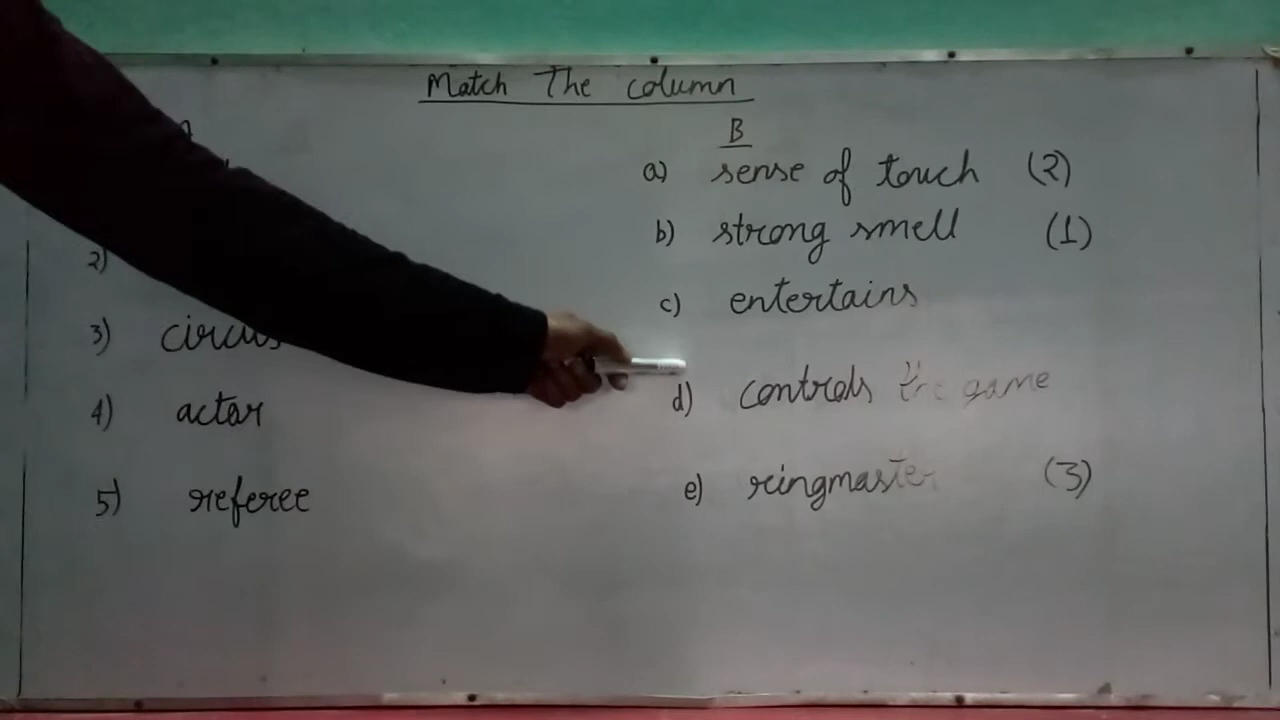 Match The column
B
a) sense of touch (2)
b) strong smell (1)
2)
c) entertains
3) circus
d) controls the game
4) actor
e) ringmaster (3)
5) referee